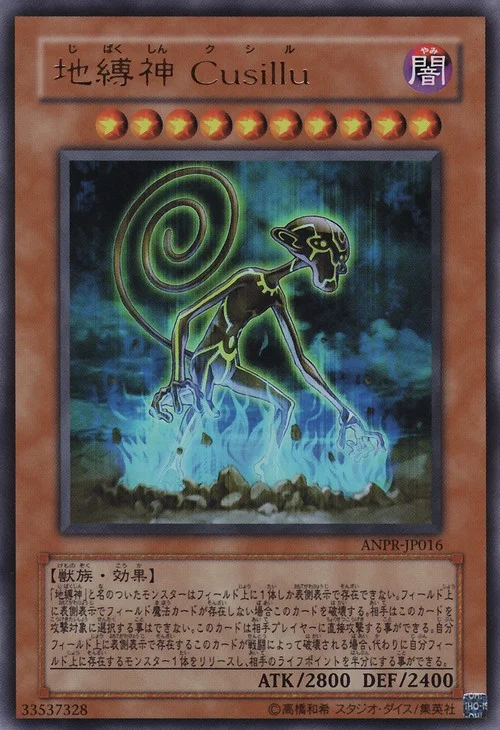 じ ばく しん ク シ ル
地縛神 Cusillu
やみ
闇
ANPR-JP016
けもの ぞく こう か
【獣族・効果】
「地縛神」と名のついたモンスターはフィールド上に1体しか表側表示で存在できない。フィールド上
に表側表示でフィールド魔法カードが存在しない場合このカードを破壊する。相手はこのカードを
攻撃対象に選択する事はできない。このカードは相手プレイヤーに直接攻撃する事ができる。自分
フィールド上に表側表示で存在するこのカードが戦闘によって破壊される場合、代わりに自分フィー
ルド上に存在するモンスター1体をリリースし、相手のライフポイントを半分にする事ができる。
ATK/2800 DEF/2400
33537328
©高橋和希 スタジオ・ダイス/集英社